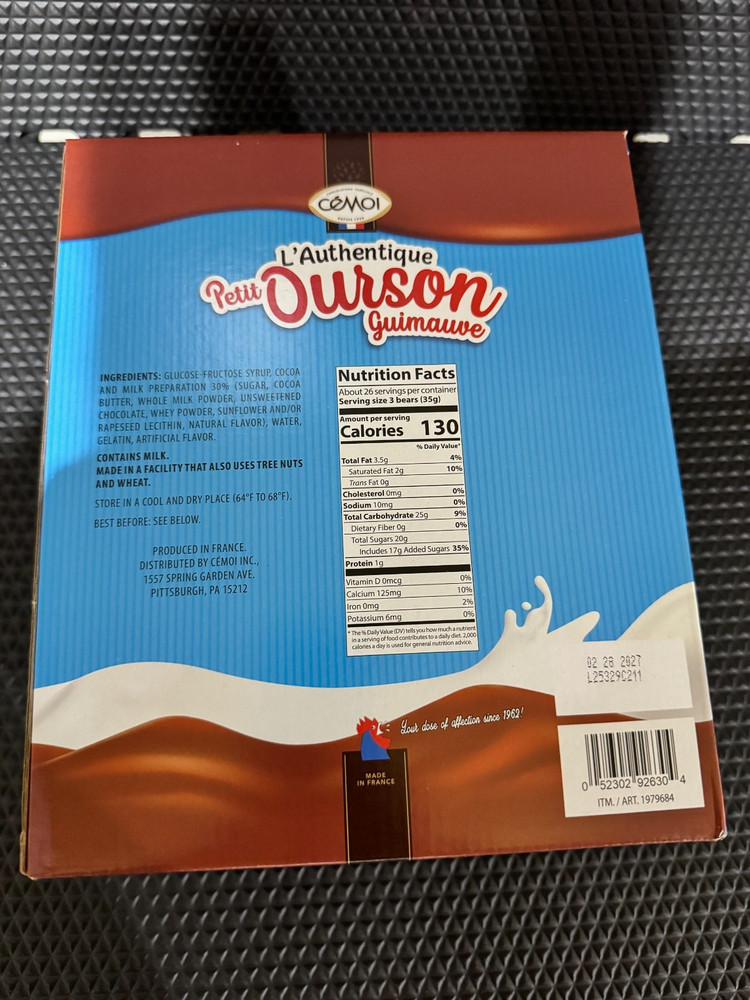 CÉMOI
DEPUIS 1814
L'Authentique
Petit Ourson
Guimauve
INGREDIENTS: GLUCOSE-FRUCTOSE SYRUP, COCOA
AND MILK PREPARATION 30% (SUGAR, COCOA
BUTTER, WHOLE MILK POWDER, UNSWEETENED
CHOCOLATE, WHEY POWDER, SUNFLOWER AND/OR
RAPESEED LECITHIN, NATURAL FLAVOR), WATER,
GELATIN, ARTIFICIAL FLAVOR.
CONTAINS MILK.
MADE IN A FACILITY THAT ALSO USES TREE NUTS
AND WHEAT.
STORE IN A COOL AND DRY PLACE (64°F TO 68°F).
BEST BEFORE: SEE BELOW.
PRODUCED IN FRANCE.
DISTRIBUTED BY CÉMOI INC.,
1557 SPRING GARDEN AVE.
PITTSBURGH, PA 15212
Nutrition Facts
About 26 servings per container
Serving size 3 bears (35g)
Amount per serving
Calories 130
% Daily Value*
Total Fat 3.5g 4%
Saturated Fat 2g 10%
Trans Fat 0g
Cholesterol 0mg 0%
Sodium 10mg 0%
Total Carbohydrate 25g 9%
Dietary Fiber 0g 0%
Total Sugars 20g
Includes 17g Added Sugars 35%
Protein 1g
Vitamin D 0mcg 0%
Calcium 125mg 10%
Iron 0mg 2%
Potassium 6mg 0%
* The % Daily Value (DV) tells you how much a nutrient
in a serving of food contributes to a daily diet. 2,000
calories a day is used for general nutrition advice.
02 28 2027
L25329C211
Your dose of affection since 1962!
MADE
IN FRANCE
0 52302 92630 4
ITM. / ART. 1979684